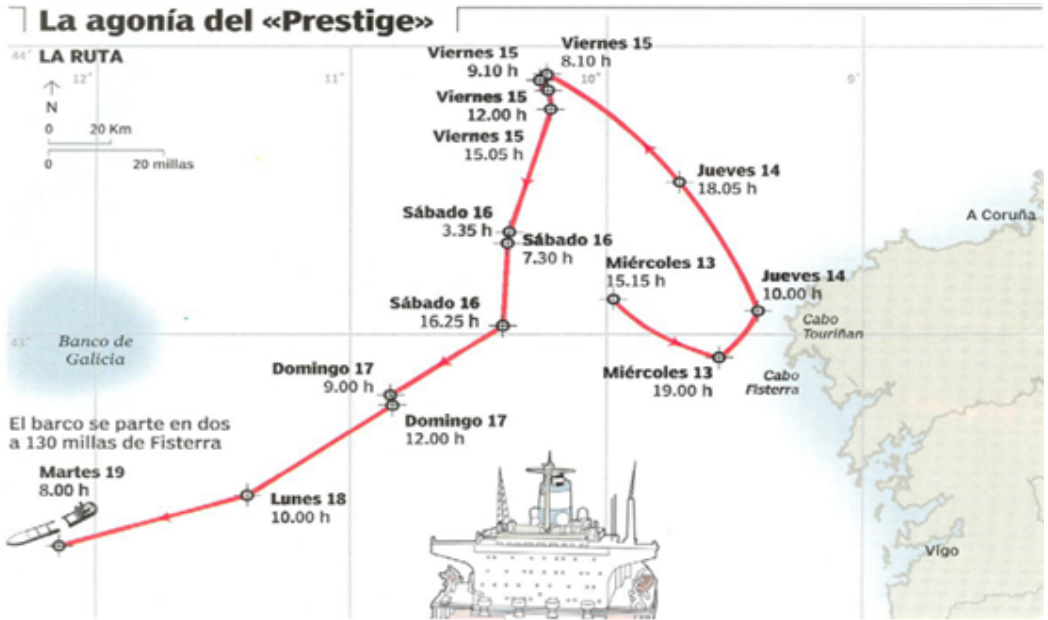 La agonía del «Prestige»
LA RUTA
44°
12°
11°
10°
9°
N
0 20 Km
0 20 millas
Viernes 15
9.10 h
Viernes 15
8.10 h
Viernes 15
12.00 h
Viernes 15
15.05 h
Jueves 14
18.05 h
A Coruña
Sábado 16
3.35 h
Sábado 16
7.30 h
Miércoles 13
15.15 h
Jueves 14
10.00 h
Sábado 16
16.25 h
Cabo
Touriñan
43°
Banco de
Galicia
Domingo 17
9.00 h
Miércoles 13
19.00 h
Cabo
Fisterra
Domingo 17
12.00 h
El barco se parte en dos
a 130 millas de Fisterra
Martes 19
8.00 h
Lunes 18
10.00 h
Vigo